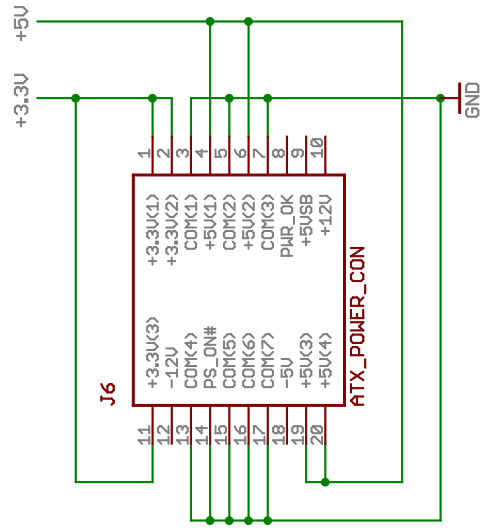 +5V
+3.3V
GND
1
2
3
4
5
6
7
8
9
10
+3.3V(1)
+3.3V(2)
COM(1)
+5V(1)
COM(2)
+5V(2)
COM(3)
PWR_OK
+5VSB
+12V
+3.3V(3)
-12V
COM(4)
PS_ON#
COM(5)
COM(6)
COM(7)
-5V
+5V(3)
+5V(4)
J6
ATX_POWER_CON
11
12
13
14
15
16
17
18
19
20